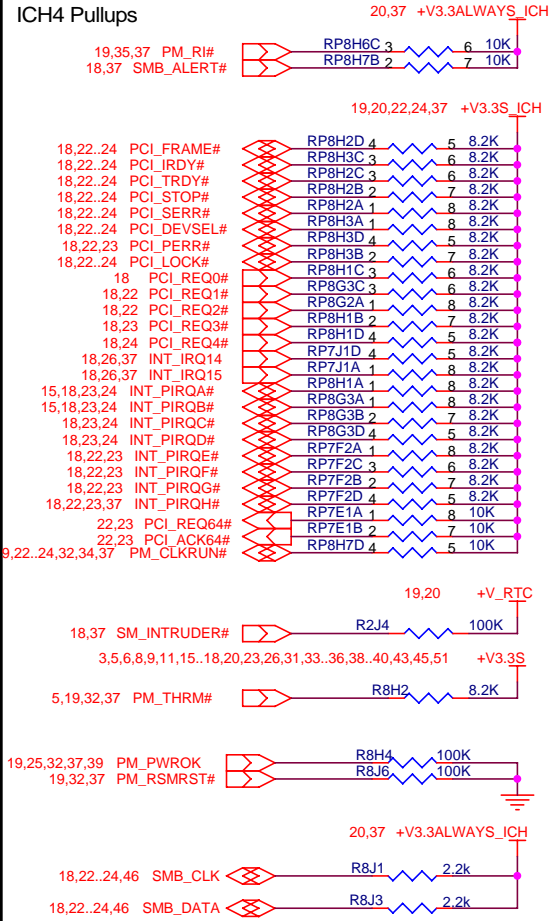 ICH4 Pullups
20,37 +V3.3ALWAYS_ICH
19,35,37 PM_RI# RP8H6C 3 6 10K
18,37 SMB_ALERT# RP8H7B 2 7 10K
19,20,22,24,37 +V3.3S_ICH
18,22..24 PCI_FRAME# RP8H2D 4 5 8.2K
18,22..24 PCI_IRDY# RP8H3C 3 6 8.2K
18,22..24 PCI_TRDY# RP8H2C 3 6 8.2K
18,22..24 PCI_STOP# RP8H2B 2 7 8.2K
18,22..24 PCI_SERR# RP8H2A 1 8 8.2K
18,22..24 PCI_DEVSEL# RP8H3A 1 8 8.2K
18,22,23 PCI_PERR# RP8H3D 4 5 8.2K
18,22..24 PCI_LOCK# RP8H3B 2 7 8.2K
18 PCI_REQ0# RP8H1C 3 6 8.2K
18,22 PCI_REQ1# RP8G3C 3 6 8.2K
18,22 PCI_REQ2# RP8G2A 1 8 8.2K
18,23 PCI_REQ3# RP8H1B 2 7 8.2K
18,24 PCI_REQ4# RP8H1D 4 5 8.2K
18,26,37 INT_IRQ14 RP7J1D 4 5 8.2K
18,26,37 INT_IRQ15 RP7J1A 1 8 8.2K
15,18,23,24 INT_PIRQA# RP8H1A 1 8 8.2K
15,18,23,24 INT_PIRQB# RP8G3A 1 8 8.2K
18,23,24 INT_PIRQC# RP8G3B 2 7 8.2K
18,23,24 INT_PIRQD# RP8G3D 4 5 8.2K
18,22,23 INT_PIRQE# RP7F2A 1 8 8.2K
18,22,23 INT_PIRQF# RP7F2C 3 6 8.2K
18,22,23 INT_PIRQG# RP7F2B 2 7 8.2K
18,22,23,37 INT_PIRQH# RP7F2D 4 5 8.2K
22,23 PCI_REQ64# RP7E1A 1 8 10K
22,23 PCI_ACK64# RP7E1B 2 7 10K
9,22..24,32,34,37 PM_CLKRUN# RP8H7D 4 5 10K
19,20 +V_RTC
18,37 SM_INTRUDER# R2J4 100K
3,5,6,8,9,11,15..18,20,23,26,31,33..36,38..40,43,45,51 +V3.3S
5,19,32,37 PM_THRM# R8H2 8.2K
19,25,32,37,39 PM_PWROK R8H4 100K
19,32,37 PM_RSMRST# R8J6 100K
20,37 +V3.3ALWAYS_ICH
18,22..24,46 SMB_CLK R8J1 2.2k
18,22..24,46 SMB_DATA R8J3 2.2k